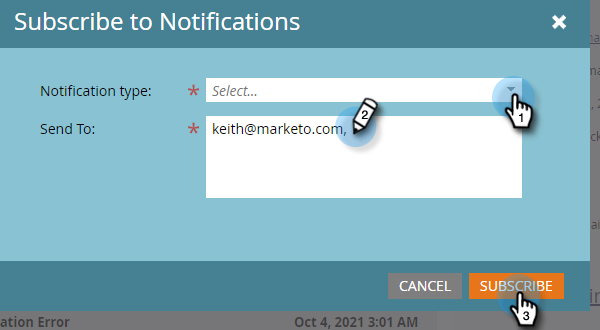 Subscribe to Notifications
Notification type: * Select...
1
Send To: * keith@marketo.com,
2
CANCEL SUBSCRIBE
3
ation Error Oct 4, 2021 3:01 AM